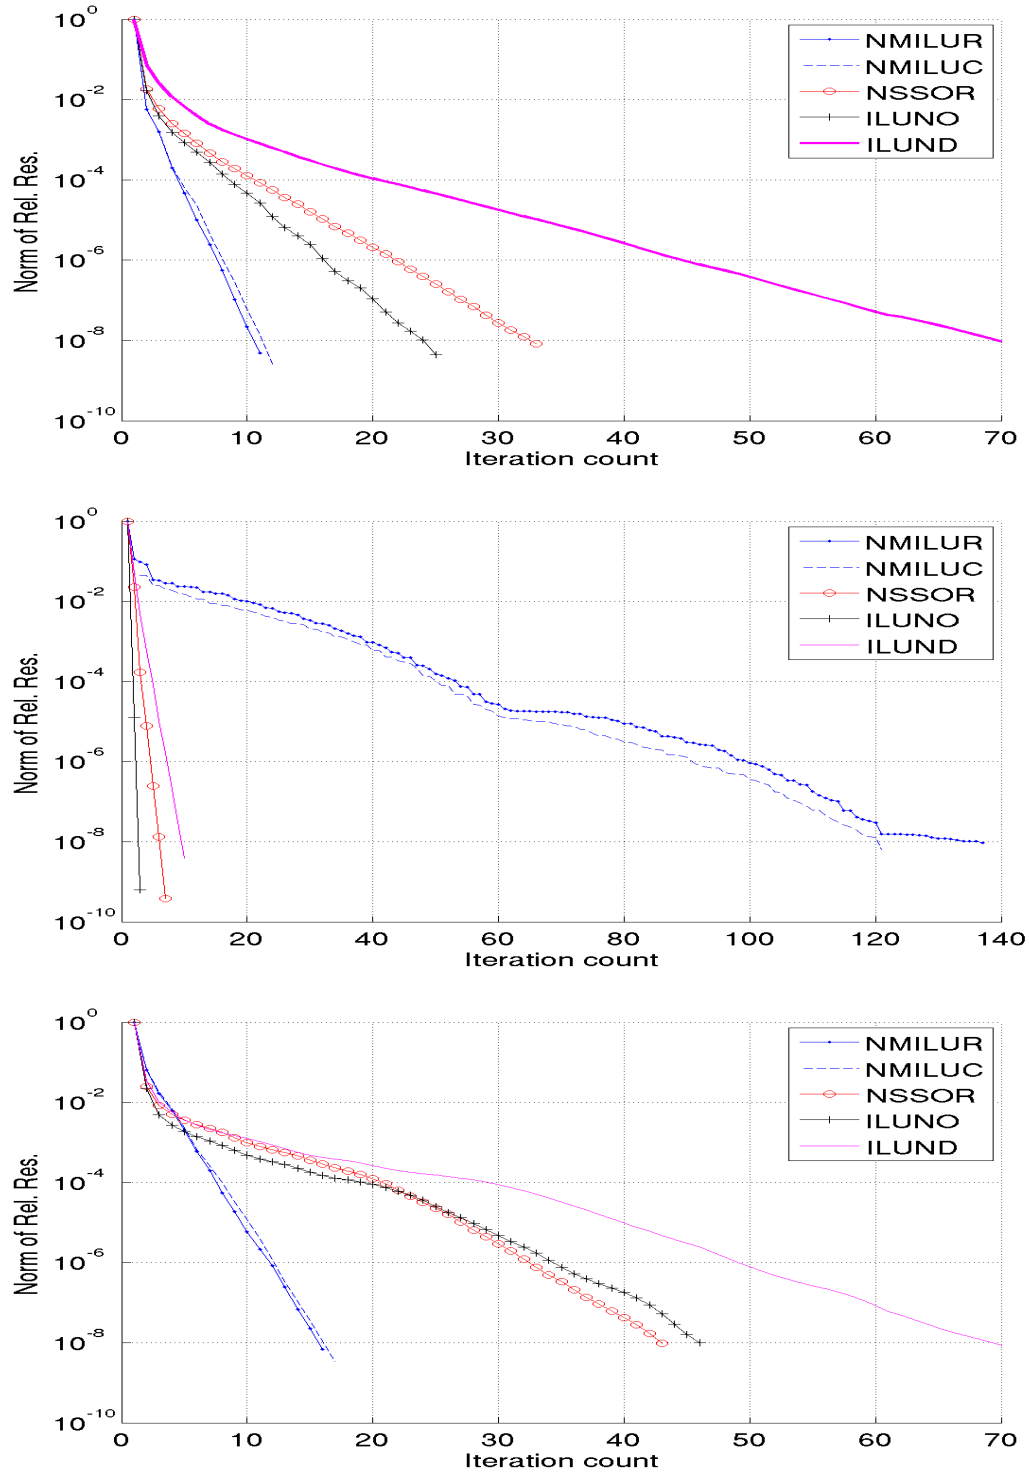 Norm of Rel. Res.
10^0
10^-2
10^-4
10^-6
10^-8
10^-10
NMILUR
NMILUC
NSSOR
ILUNO
ILUND
0 10 20 30 40 50 60 70
Iteration count
Norm of Rel. Res.
10^0
10^-2
10^-4
10^-6
10^-8
10^-10
NMILUR
NMILUC
NSSOR
ILUNO
ILUND
0 20 40 60 80 100 120 140
Iteration count
Norm of Rel. Res.
10^0
10^-2
10^-4
10^-6
10^-8
10^-10
NMILUR
NMILUC
NSSOR
ILUNO
ILUND
0 10 20 30 40 50 60 70
Iteration count